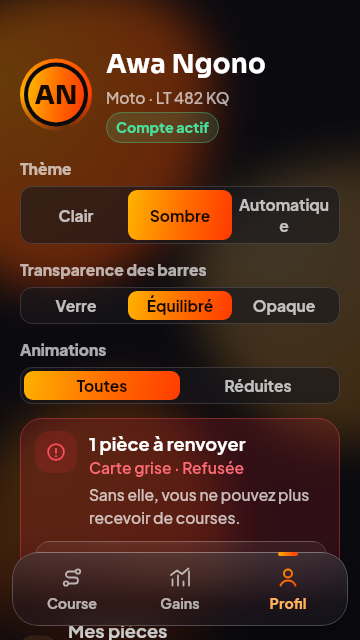 AN
Awa Ngono
Moto · LT 482 KQ
Compte actif
Thème
Clair
Sombre
Automatiqu
e
Transparence des barres
Verre
Équilibré
Opaque
Animations
Toutes
Réduites
1 pièce à renvoyer
Carte grise · Refusée
Sans elle, vous ne pouvez plus
recevoir de courses.
Course
Gains
Profil
Mes pièces